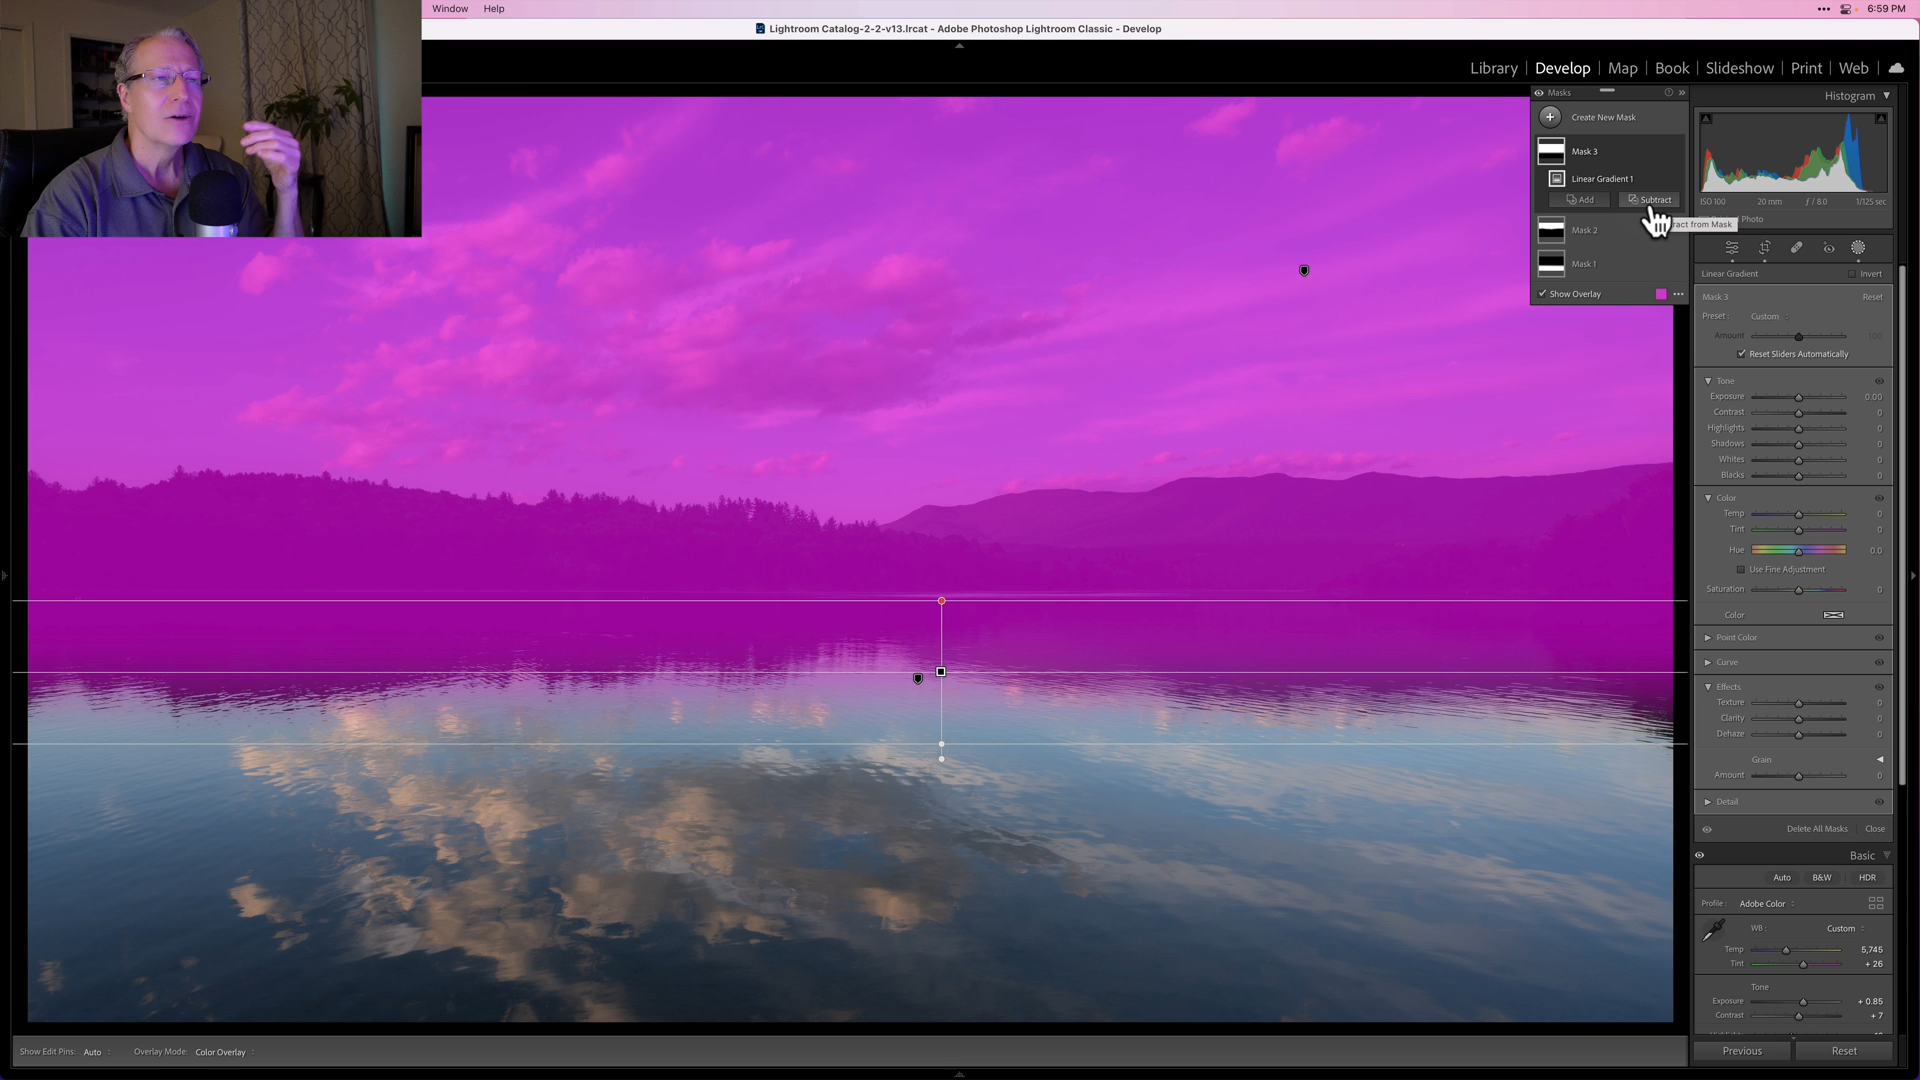 Window Help
6:59 PM
Lightroom Catalog-2-2-v13.lrcat - Adobe Photoshop Lightroom Classic - Develop
Library | Develop | Map | Book | Slideshow | Print | Web
Masks
Create New Mask
Mask 3
Linear Gradient 1
Add Subtract
ract from Mask
Mask 2
Mask 1
Show Overlay
Histogram
ISO 100 20 mm ƒ / 8.0 1/125 sec
Photo
Linear Gradient Invert
Mask 3 Reset
Preset : Custom
Amount 100
Reset Sliders Automatically
Tone
Exposure 0.00
Contrast 0
Highlights 0
Shadows 0
Whites 0
Blacks 0
Color
Temp 0
Tint 0
Hue 0.0
Use Fine Adjustment
Saturation 0
Color
Point Color
Curve
Effects
Texture 0
Clarity 0
Dehaze 0
Grain
Amount 0
Detail
Delete All Masks Close
Basic
Auto B&W HDR
Profile : Adobe Color
WB : Custom
Temp 5,745
Tint + 26
Tone
Exposure + 0.85
Contrast + 7
Previous Reset
Show Edit Pins: Auto Overlay Mode: Color Overlay